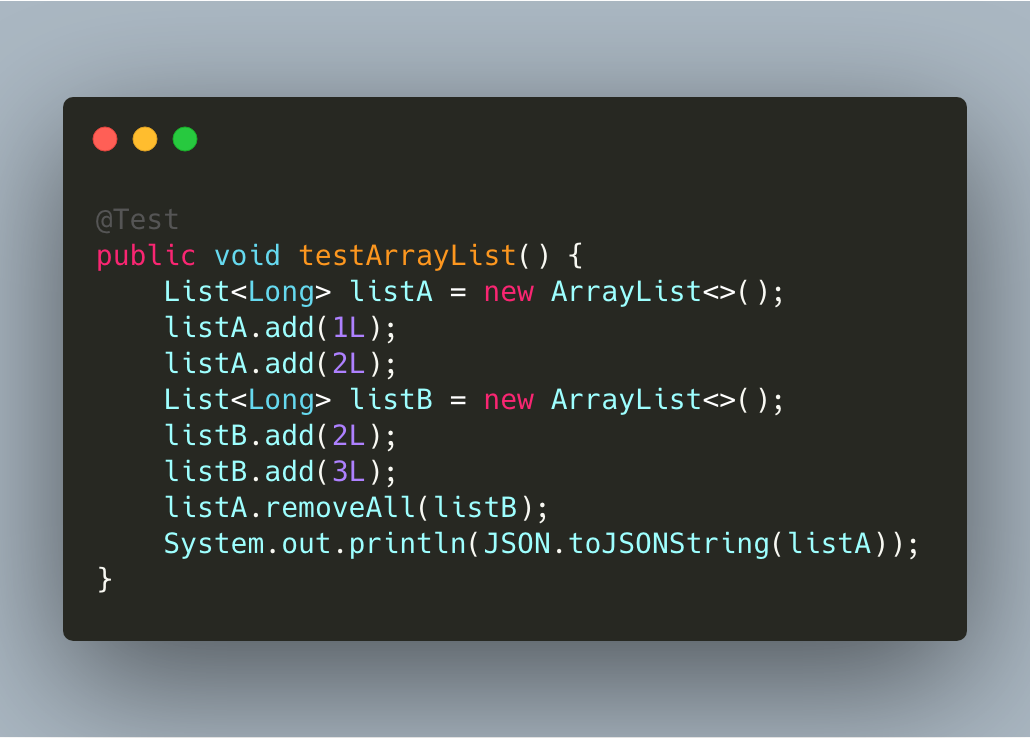 @Test
public void testArrayList() {
    List<Long> listA = new ArrayList<>();
    listA.add(1L);
    listA.add(2L);
    List<Long> listB = new ArrayList<>();
    listB.add(2L);
    listB.add(3L);
    listA.removeAll(listB);
    System.out.println(JSON.toJSONString(listA));
}